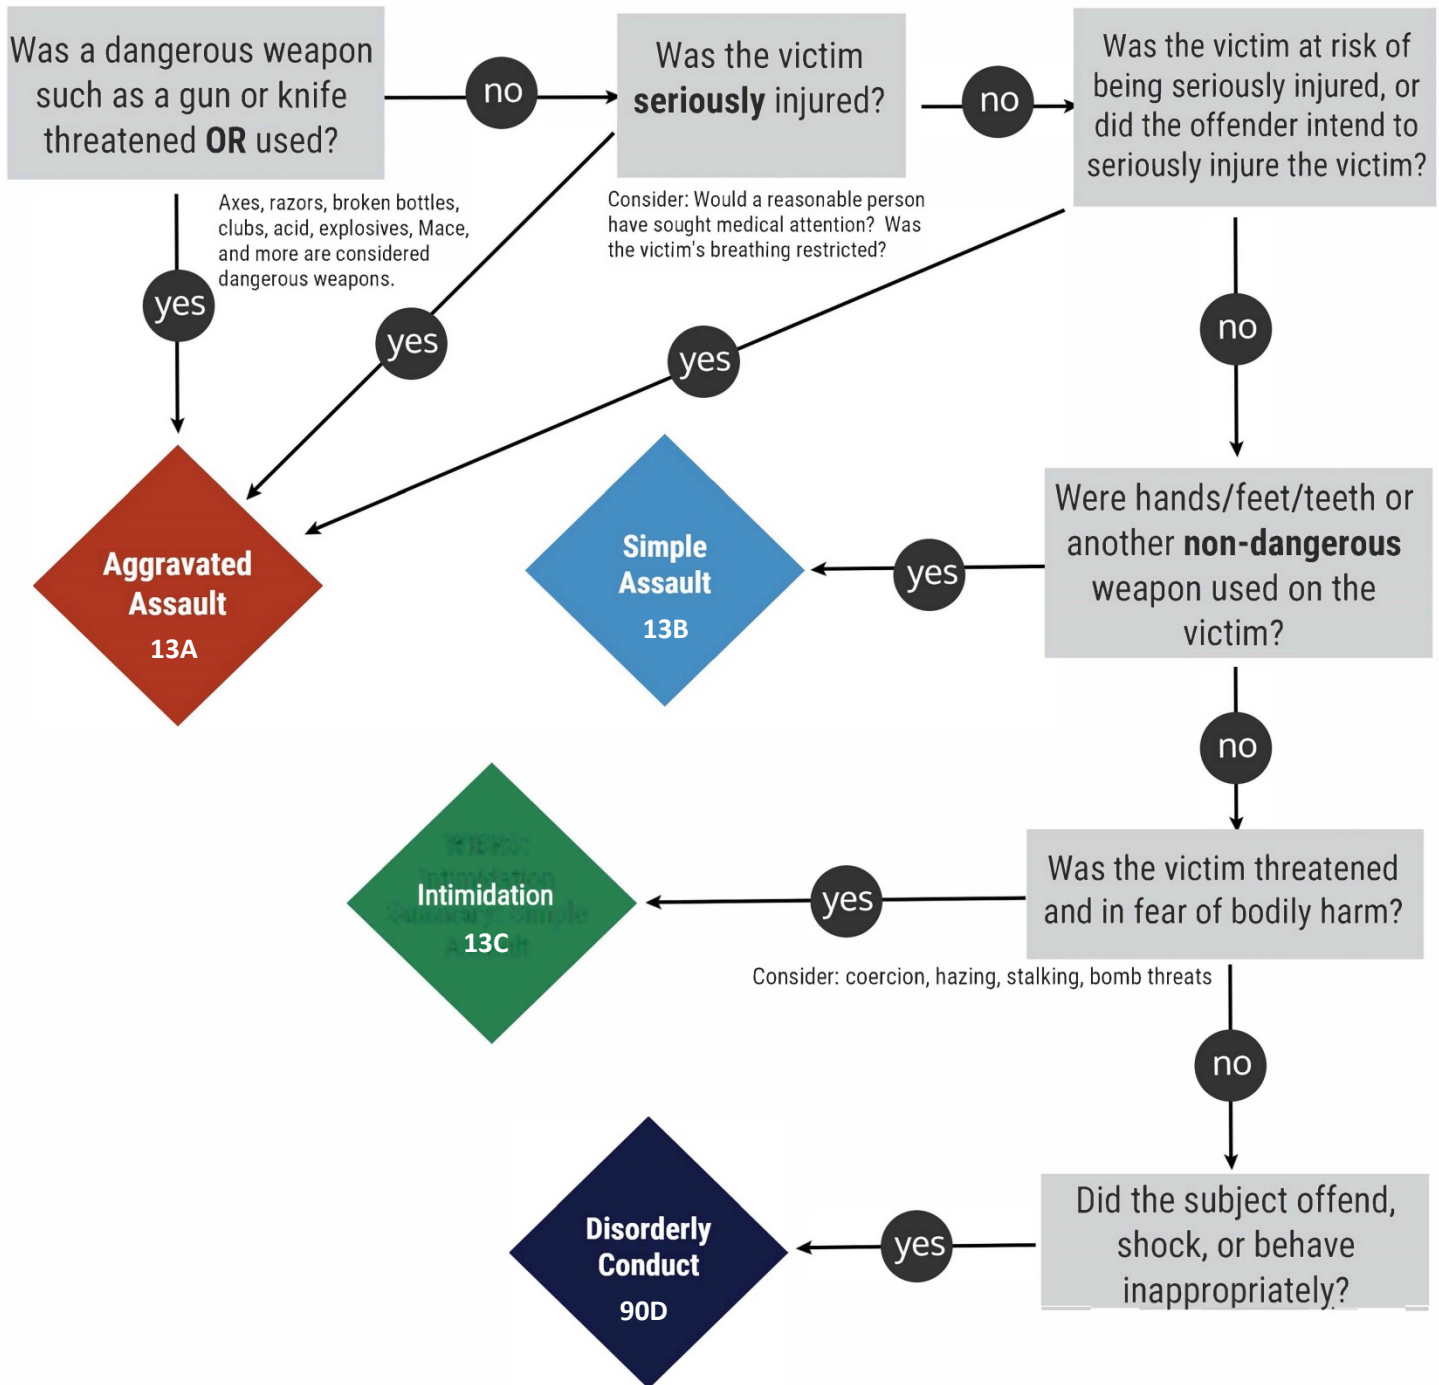 Was a dangerous weapon
such as a gun or knife
threatened OR used?
no
Was the victim
seriously injured?
no
Was the victim at risk of
being seriously injured, or
did the offender intend to
seriously injure the victim?
Axes, razors, broken bottles,
clubs, acid, explosives, Mace,
and more are considered
dangerous weapons.
Consider: Would a reasonable person
have sought medical attention? Was
the victim's breathing restricted?
yes
yes
yes
no
Aggravated
Assault
13A
Simple
Assault
13B
yes
Were hands/feet/teeth or
another non-dangerous
weapon used on the
victim?
no
Intimidation
13C
yes
Was the victim threatened
and in fear of bodily harm?
Consider: coercion, hazing, stalking, bomb threats
no
Disorderly
Conduct
90D
yes
Did the subject offend,
shock, or behave
inappropriately?